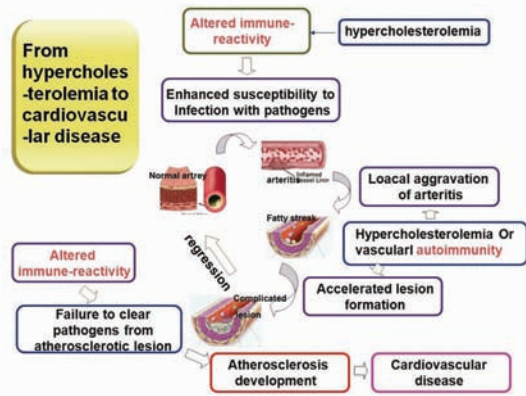 From
hypercholes
-terolemia to
cardiovascu
-lar disease
Altered immune-
reactivity
hypercholesterolemia
Enhanced susceptibility to
Infection with pathogens
Normal artrey
arteritis
Inflamed
Vessel Linin
Loacal aggravation
of arteritis
Fatty streak
Hypercholesterolemia Or
vascularl autoimmunity
Altered
immune-reactivity
regression
Accelerated lesion
formation
Complicated
lesion
Failure to clear
pathogens from
atherosclerotic lesion
Atherosclerosis
development
Cardiovascular
disease